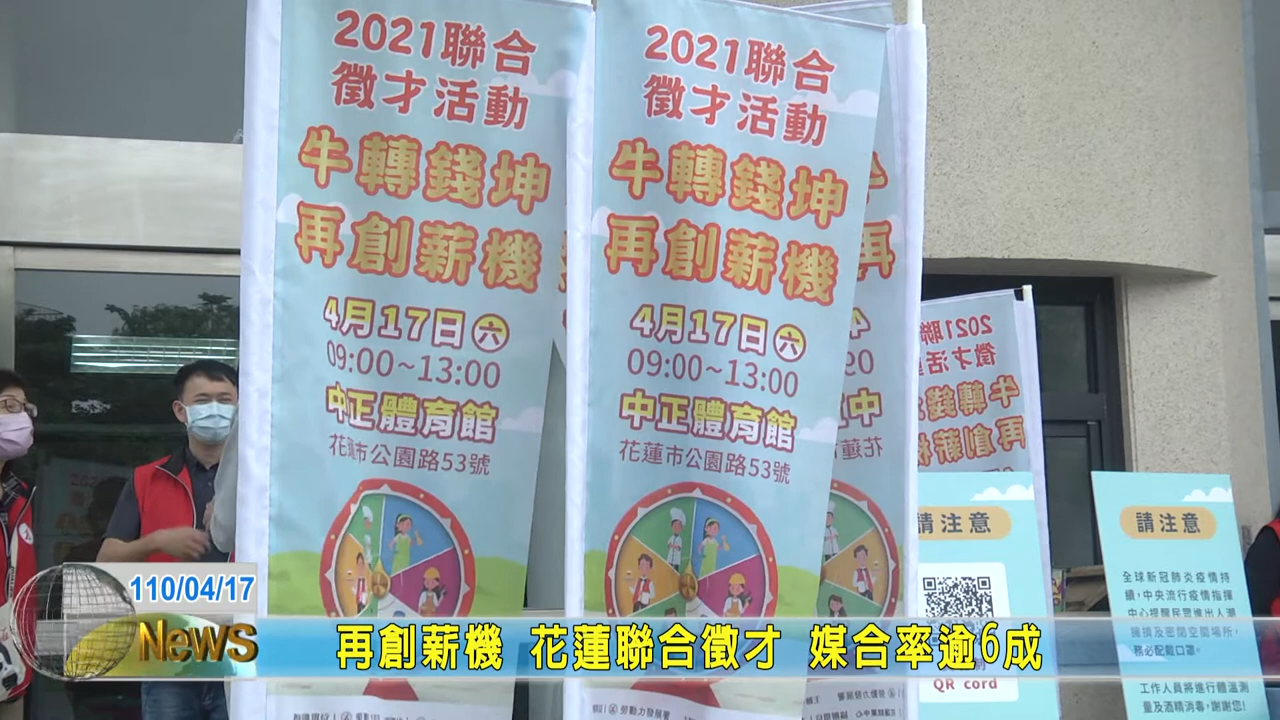 2021聯合
徵才活動
牛轉錢坤
再創薪機
4月17日六
09:00~13:00
中正體育館
花蓮市公園路53號
2021聯合
徵才活動
牛轉錢坤
再創薪機
4月17日六
09:00~13:00
中正體育館
花蓮市公園路53號
勞動力發展署
請注意
QR cord
請注意
全球新冠肺炎疫情持
續,中央流行疫情指揮
中心提醒民眾進出人潮
擁擠及密閉空間場所,
務必配戴口罩。
工作人員將進行體溫測
量及酒精消毒,謝謝您!
110/04/17
News
再創薪機 花蓮聯合徵才 媒合率逾6成